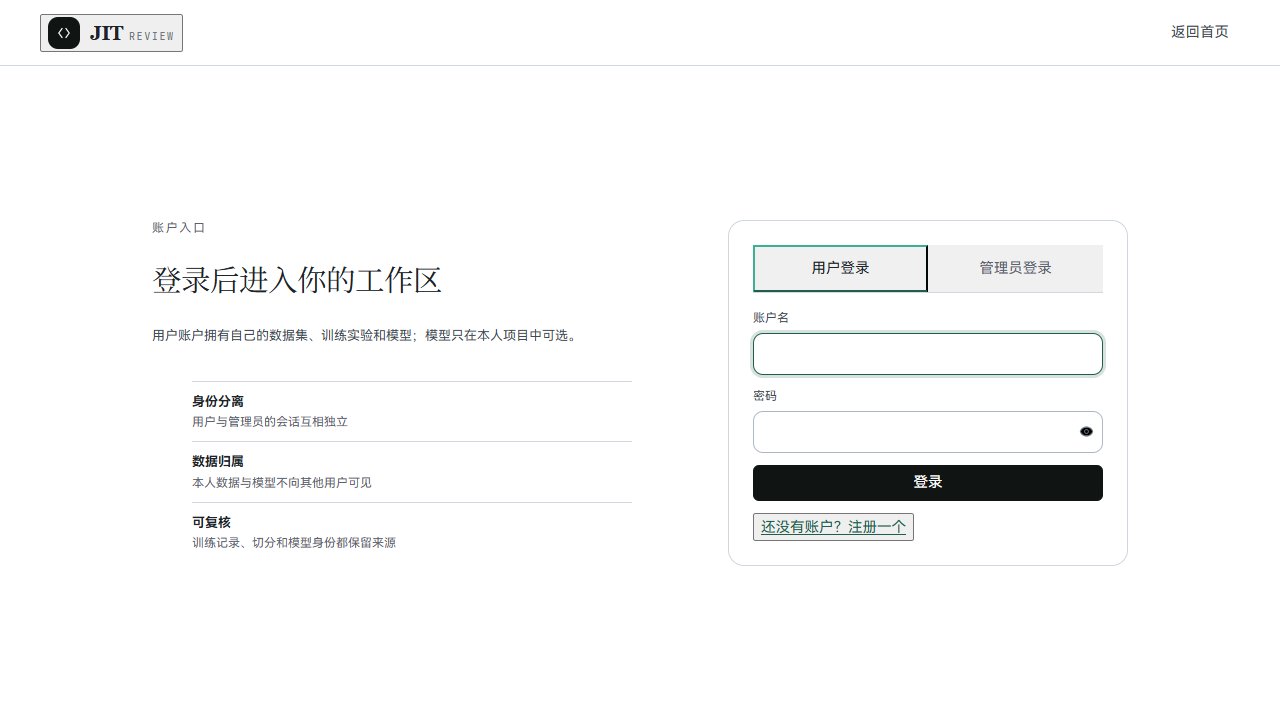 JIT REVIEW
返回首页
账户入口
登录后进入你的工作区
用户账户拥有自己的数据集、训练实验和模型；模型只在本人项目中可选。
身份分离
用户与管理员的会话互相独立
数据归属
本人数据与模型不向其他用户可见
可复核
训练记录、切分和模型身份都保留来源
用户登录
管理员登录
账户名
密码
登录
还没有账户？注册一个